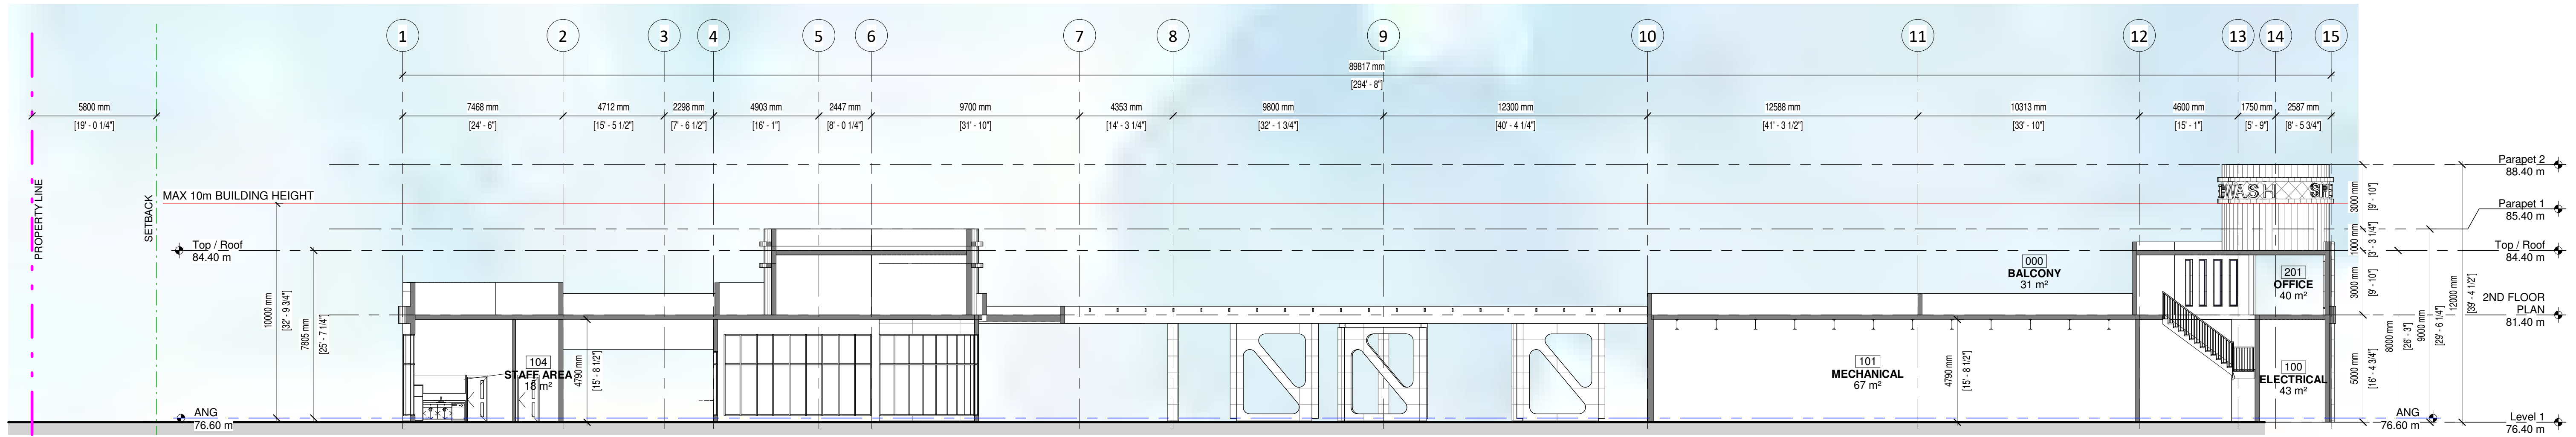 1 2 3 4 5 6 7 8 9 10 11 12 13 14 15
89817 mm
[294' - 8"]
5800 mm 7468 mm 4712 mm 2298 mm 4903 mm 2447 mm 9700 mm 4353 mm 9800 mm 12300 mm 12588 mm 10313 mm 4600 mm 1750 mm 2587 mm
[19' - 0 1/4"] [24' - 6"] [15' - 5 1/2"] [7' - 6 1/2"] [16' - 1"] [8' - 0 1/4"] [31' - 10"] [14' - 3 1/4"] [32' - 1 3/4"] [40' - 4 1/4"] [41' - 3 1/2"] [33' - 10"] [15' - 1"] [5' - 9"] [8' - 5 3/4"]
PROPERTY LINE
SETBACK
MAX 10m BUILDING HEIGHT
Top / Roof
84.40 m
10000 mm
[32' - 9 3/4"]
7805 mm
[25' - 7 1/4"]
ANG
76.60 m
104
STAFF AREA
18 m²
4790 mm
[15' - 8 1/2"]
101
MECHANICAL
67 m²
4790 mm
[15' - 8 1/2"]
000
BALCONY
31 m²
WASH
201
OFFICE
40 m²
100
ELECTRICAL
43 m²
3000 mm
[9' - 10"]
1000 mm
[3' - 3 1/4"]
3000 mm
[9' - 10"]
5000 mm
[16' - 4 3/4"]
8000 mm
[26' - 3"]
9000 mm
[29' - 6 1/4"]
12000 mm
[39' - 4 1/2"]
Parapet 2
88.40 m
Parapet 1
85.40 m
Top / Roof
84.40 m
2ND FLOOR
PLAN
81.40 m
ANG
76.60 m
Level 1
76.40 m